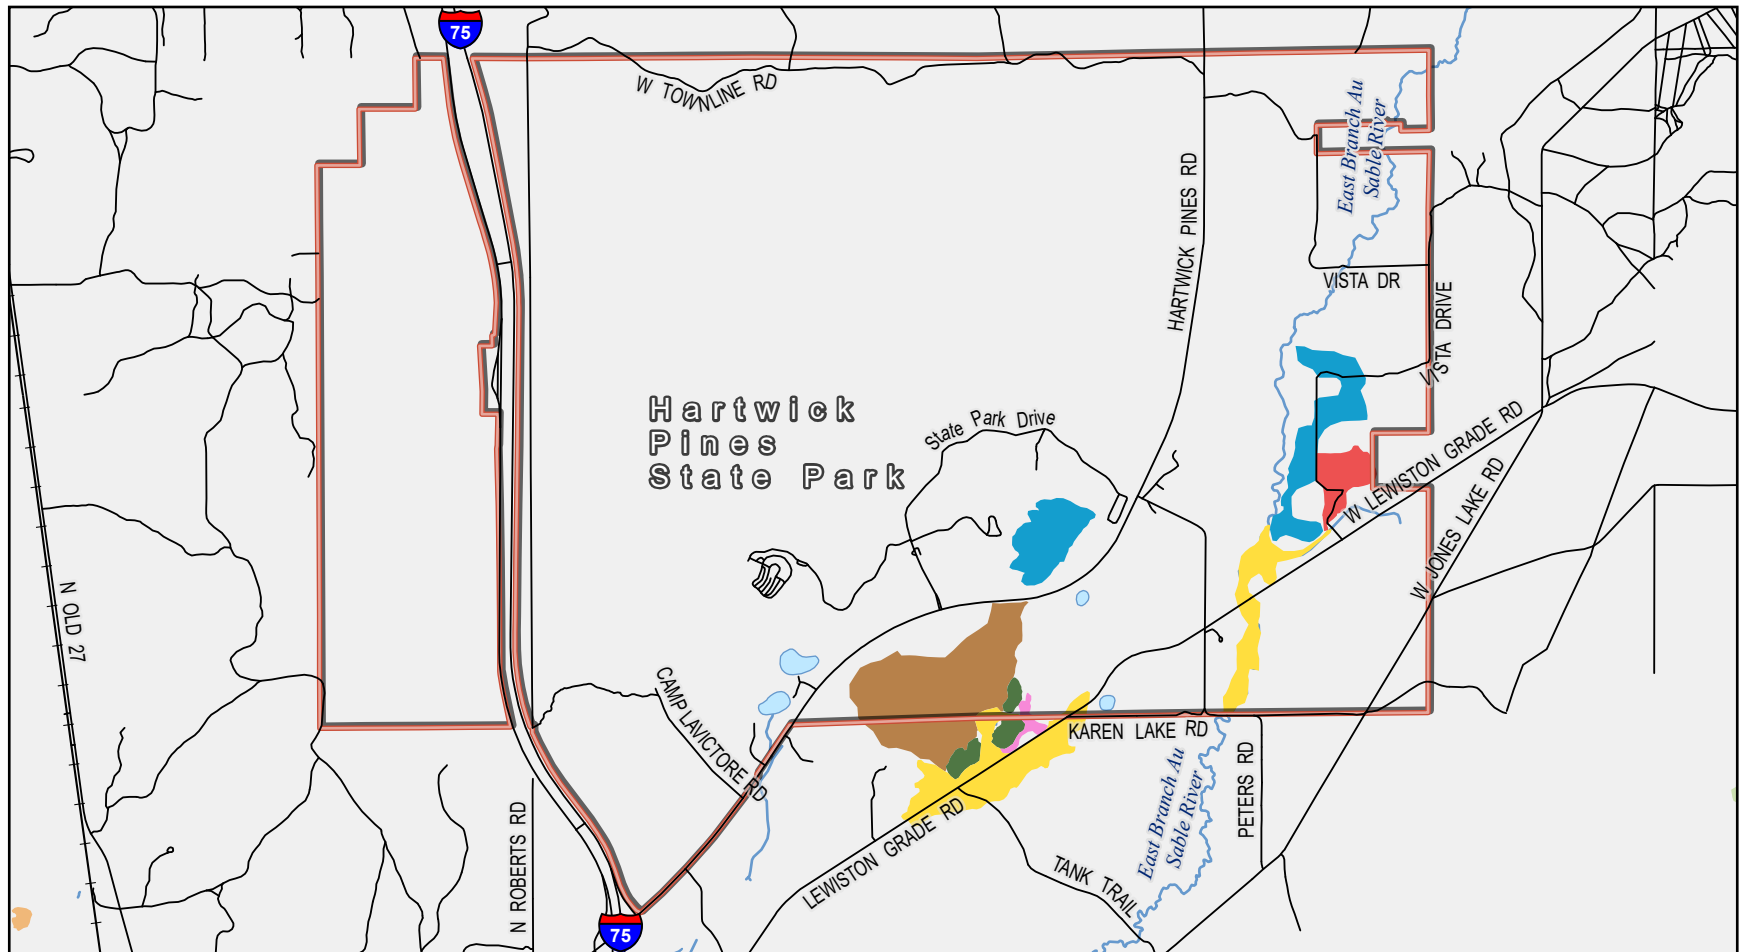 75
W TOWNLINE RD
East Branch Au
Sable River
HARTWICK PINES RD
VISTA DR
VISTA DRIVE
Hartwick
Pines
State Park
State Park Drive
W LEWISTON GRADE RD
W JONES LAKE RD
N OLD 27
CAMP LAVICTORE RD
KAREN LAKE RD
PETERS RD
East Branch Au
Sable River
N ROBERTS RD
LEWISTON GRADE RD
TANK TRAIL
75